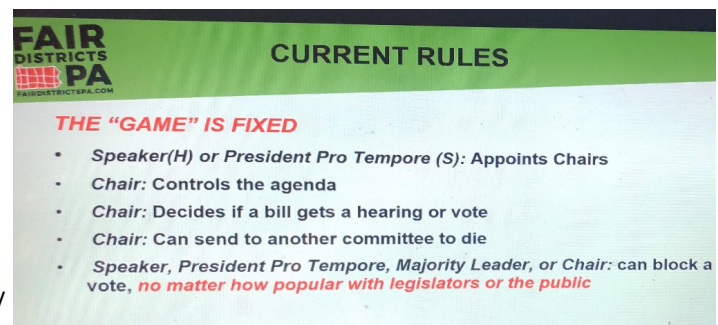 FAIR
DISTRICTS
PA
FAIRDISTRICTSPA.COM
CURRENT RULES
THE "GAME" IS FIXED
• Speaker(H) or President Pro Tempore (S): Appoints Chairs
• Chair: Controls the agenda
• Chair: Decides if a bill gets a hearing or vote
• Chair: Can send to another committee to die
• Speaker, President Pro Tempore, Majority Leader, or Chair: can block a
vote, no matter how popular with legislators or the public